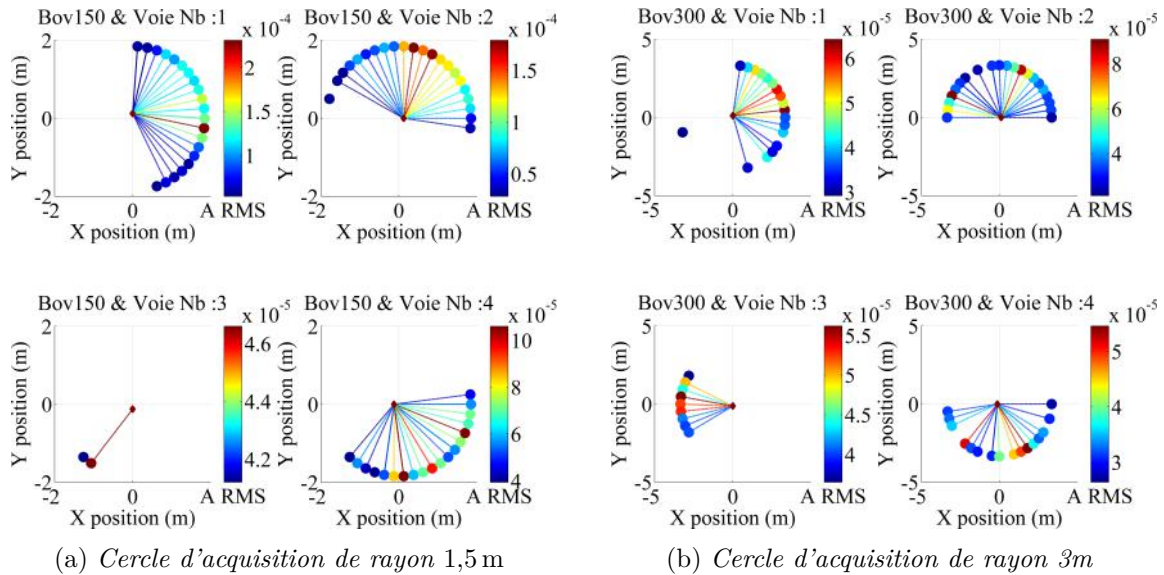 Bov150 & Voie Nb :1
x 10-4
2
0
-2
Y position (m)
-2
0
X position (m)
2
1.5
1
A RMS
Bov150 & Voie Nb :2
x 10-4
2
0
-2
Y position (m)
-2
0
X position (m)
1.5
1
0.5
A RMS
Bov300 & Voie Nb :1
x 10-5
5
0
-5
Y position (m)
-5
0
X position (m)
6
5
4
3
A RMS
Bov300 & Voie Nb :2
x 10-5
5
0
-5
Y position (m)
-5
0
X position (m)
8
6
4
A RMS
Bov150 & Voie Nb :3
x 10-5
2
0
-2
Y position (m)
-2
0
X position (m)
4.6
4.4
4.2
A RMS
Bov150 & Voie Nb :4
x 10-5
2
0
-2
Y position (m)
-2
0
X position (m)
10
8
6
4
A RMS
Bov300 & Voie Nb :3
x 10-5
5
0
-5
Y position (m)
-5
0
X position (m)
5.5
5
4.5
4
A RMS
Bov300 & Voie Nb :4
x 10-5
5
0
-5
Y position (m)
-5
0
X position (m)
5
4
3
A RMS
(a) Cercle d'acquisition de rayon 1,5 m
(b) Cercle d'acquisition de rayon 3m